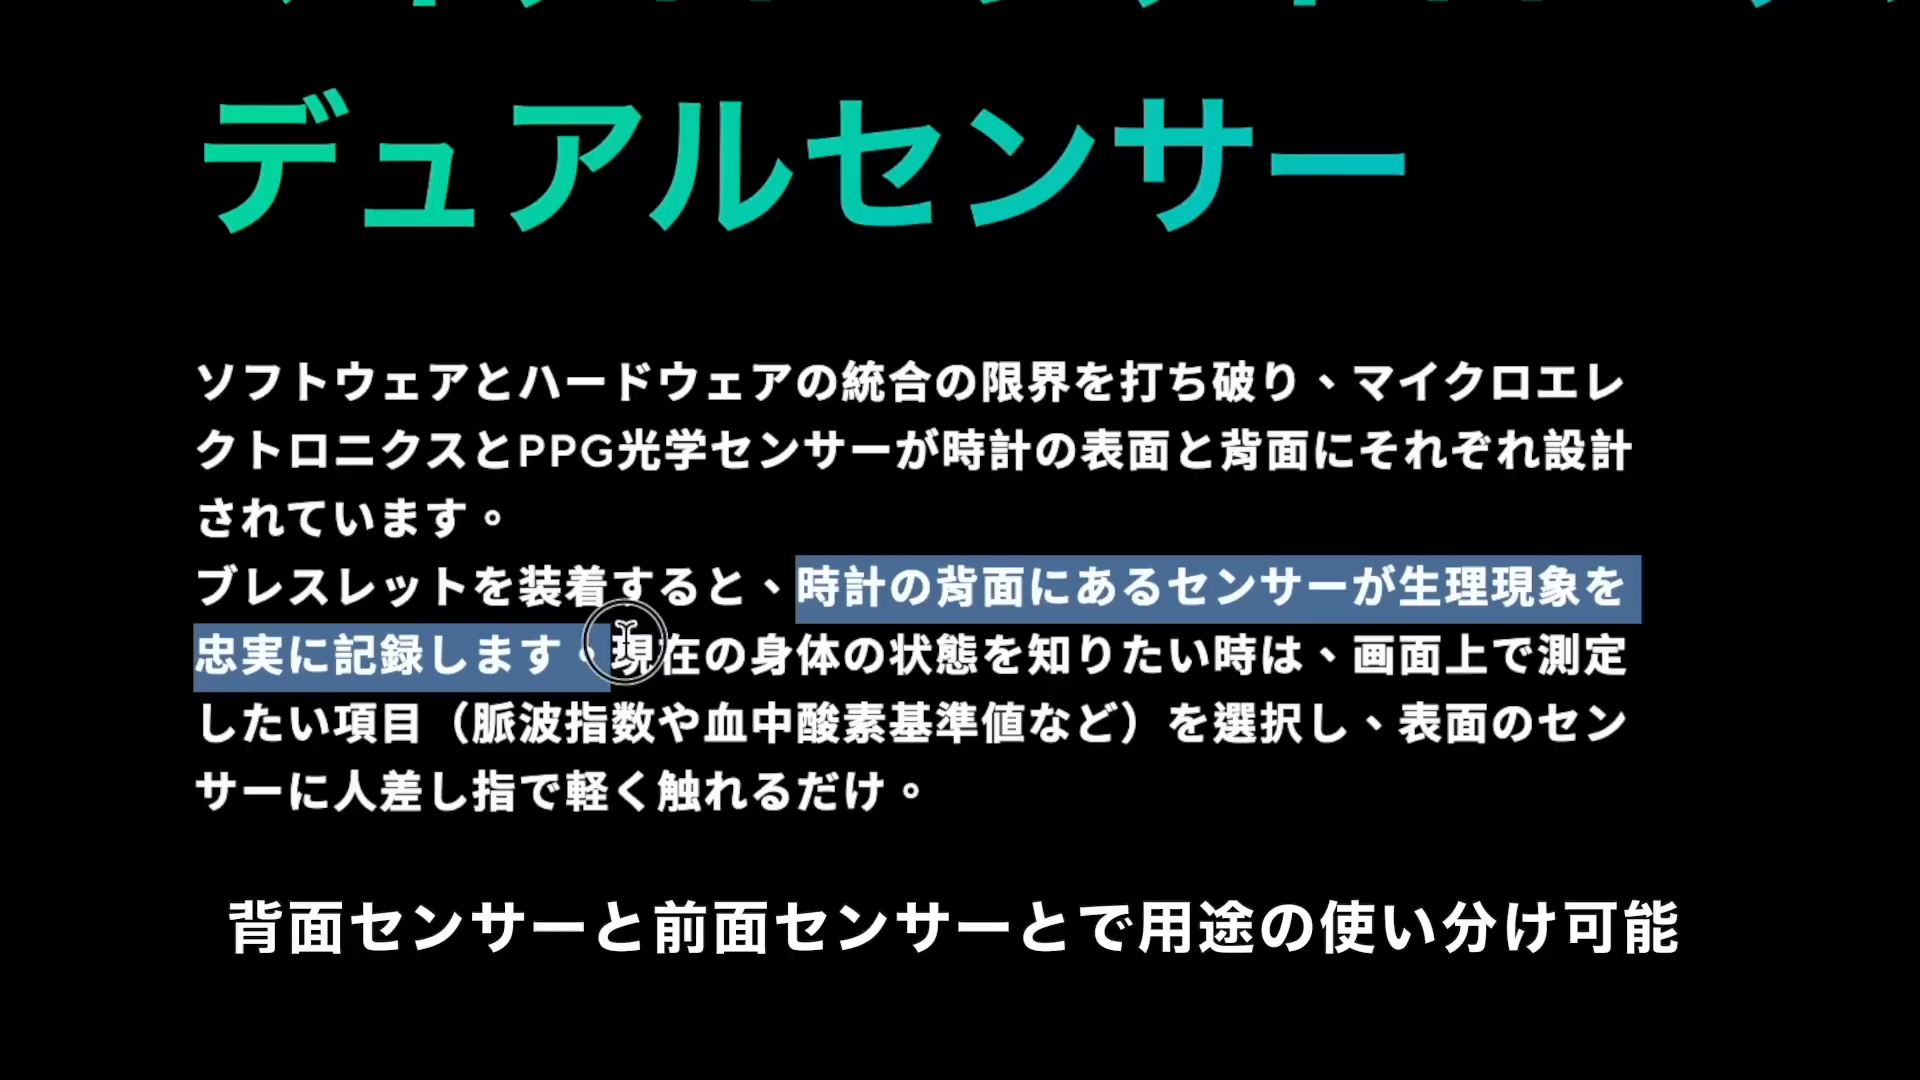 デュアルセンサー
ソフトウェアとハードウェアの統合の限界を打ち破り、マイクロエレ
クトロニクスとPPG光学センサーが時計の表面と背面にそれぞれ設計
されています。
ブレスレットを装着すると、時計の背面にあるセンサーが生理現象を
忠実に記録します。現在の身体の状態を知りたい時は、画面上で測定
したい項目（脈波指数や血中酸素基準値など）を選択し、表面のセン
サーに人差し指で軽く触れるだけ。
背面センサーと前面センサーとで用途の使い分け可能